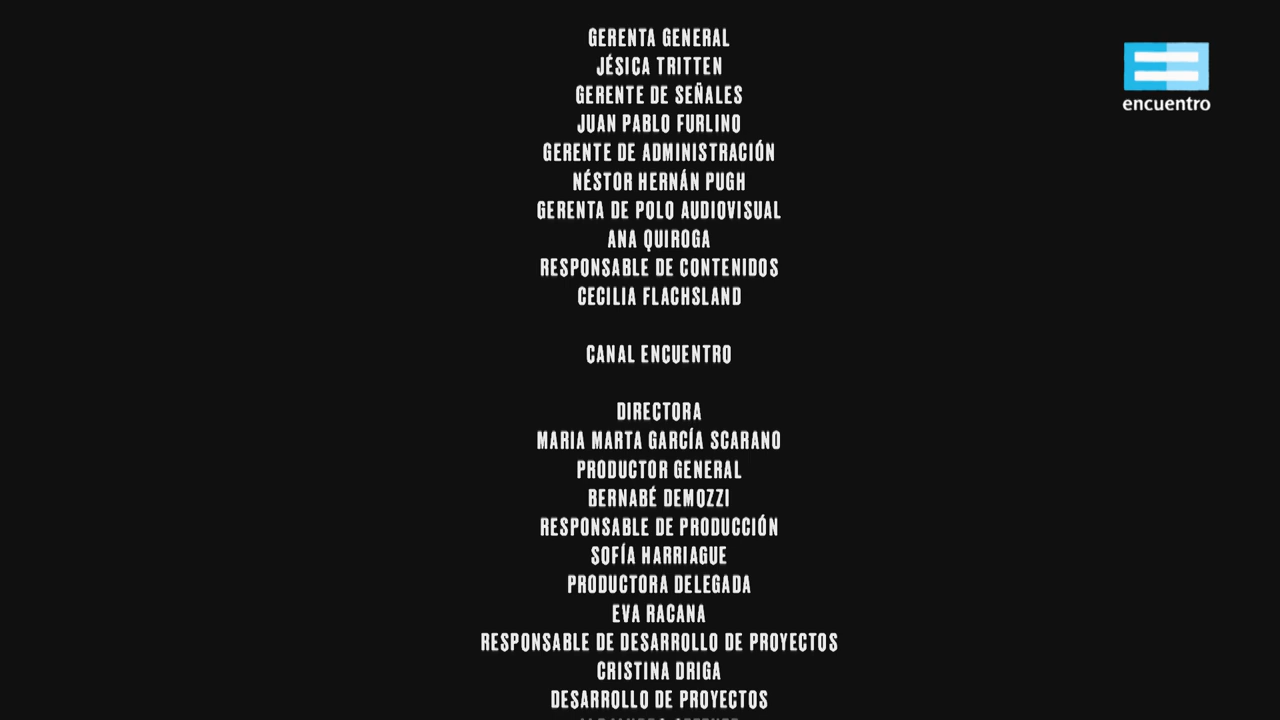 GERENTA GENERAL
JÉSICA TRITTEN
GERENTE DE SEÑALES
JUAN PABLO FURLINO
GERENTE DE ADMINISTRACIÓN
NÉSTOR HERNÁN PUGH
GERENTA DE POLO AUDIOVISUAL
ANA QUIROGA
RESPONSABLE DE CONTENIDOS
CECILIA FLACHSLAND
CANAL ENCUENTRO
DIRECTORA
MARIA MARTA GARCÍA SCARANO
PRODUCTOR GENERAL
BERNABÉ DEMOZZI
RESPONSABLE DE PRODUCCIÓN
SOFÍA HARRIAGUE
PRODUCTORA DELEGADA
EVA RACANA
RESPONSABLE DE DESARROLLO DE PROYECTOS
CRISTINA DRIGA
DESARROLLO DE PROYECTOS
encuentro